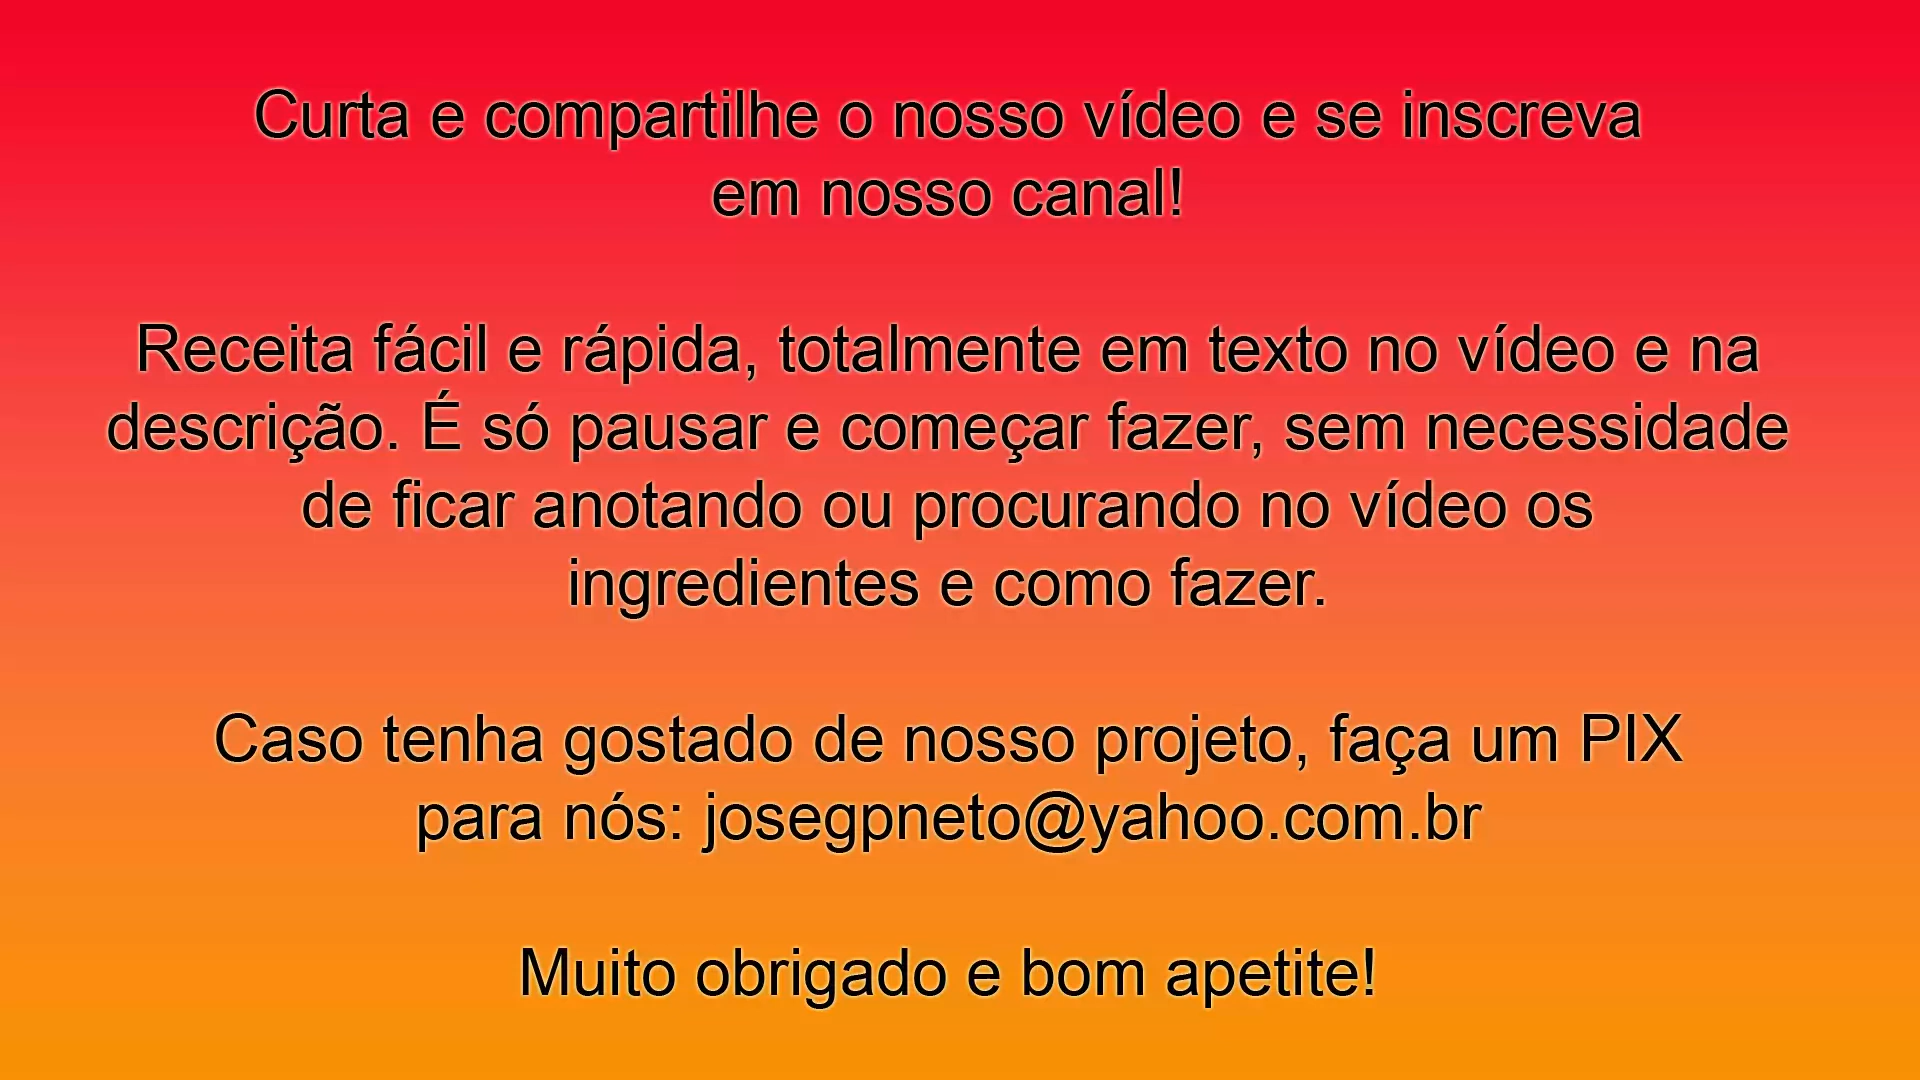 Curta e compartilhe o nosso vídeo e se inscreva
em nosso canal!
Receita fácil e rápida, totalmente em texto no vídeo e na
descrição. É só pausar e começar fazer, sem necessidade
de ficar anotando ou procurando no vídeo os
ingredientes e como fazer.
Caso tenha gostado de nosso projeto, faça um PIX
para nós: josegpneto@yahoo.com.br
Muito obrigado e bom apetite!